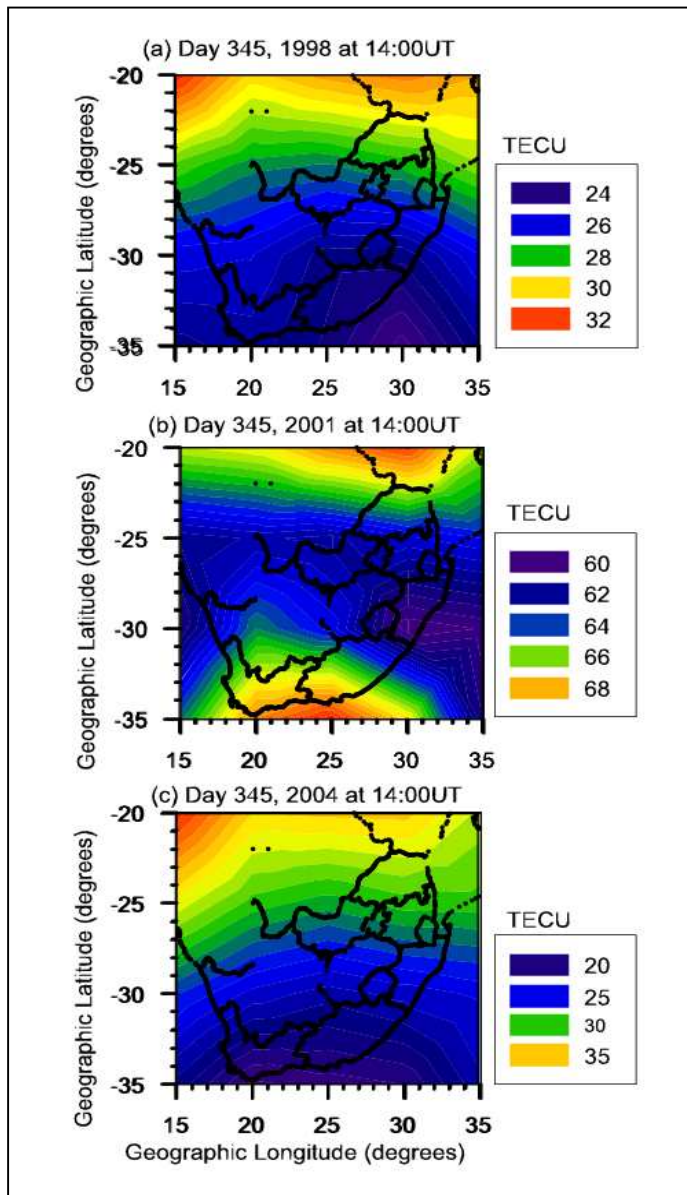 (a) Day 345, 1998 at 14:00UT
Geographic Latitude (degrees)
-20
-25
-30
-35
15 20 25 30 35
TECU
24
26
28
30
32
(b) Day 345, 2001 at 14:00UT
Geographic Latitude (degrees)
-20
-25
-30
-35
15 20 25 30 35
TECU
60
62
64
66
68
(c) Day 345, 2004 at 14:00UT
Geographic Latitude (degrees)
-20
-25
-30
-35
15 20 25 30 35
Geographic Longitude (degrees)
TECU
20
25
30
35